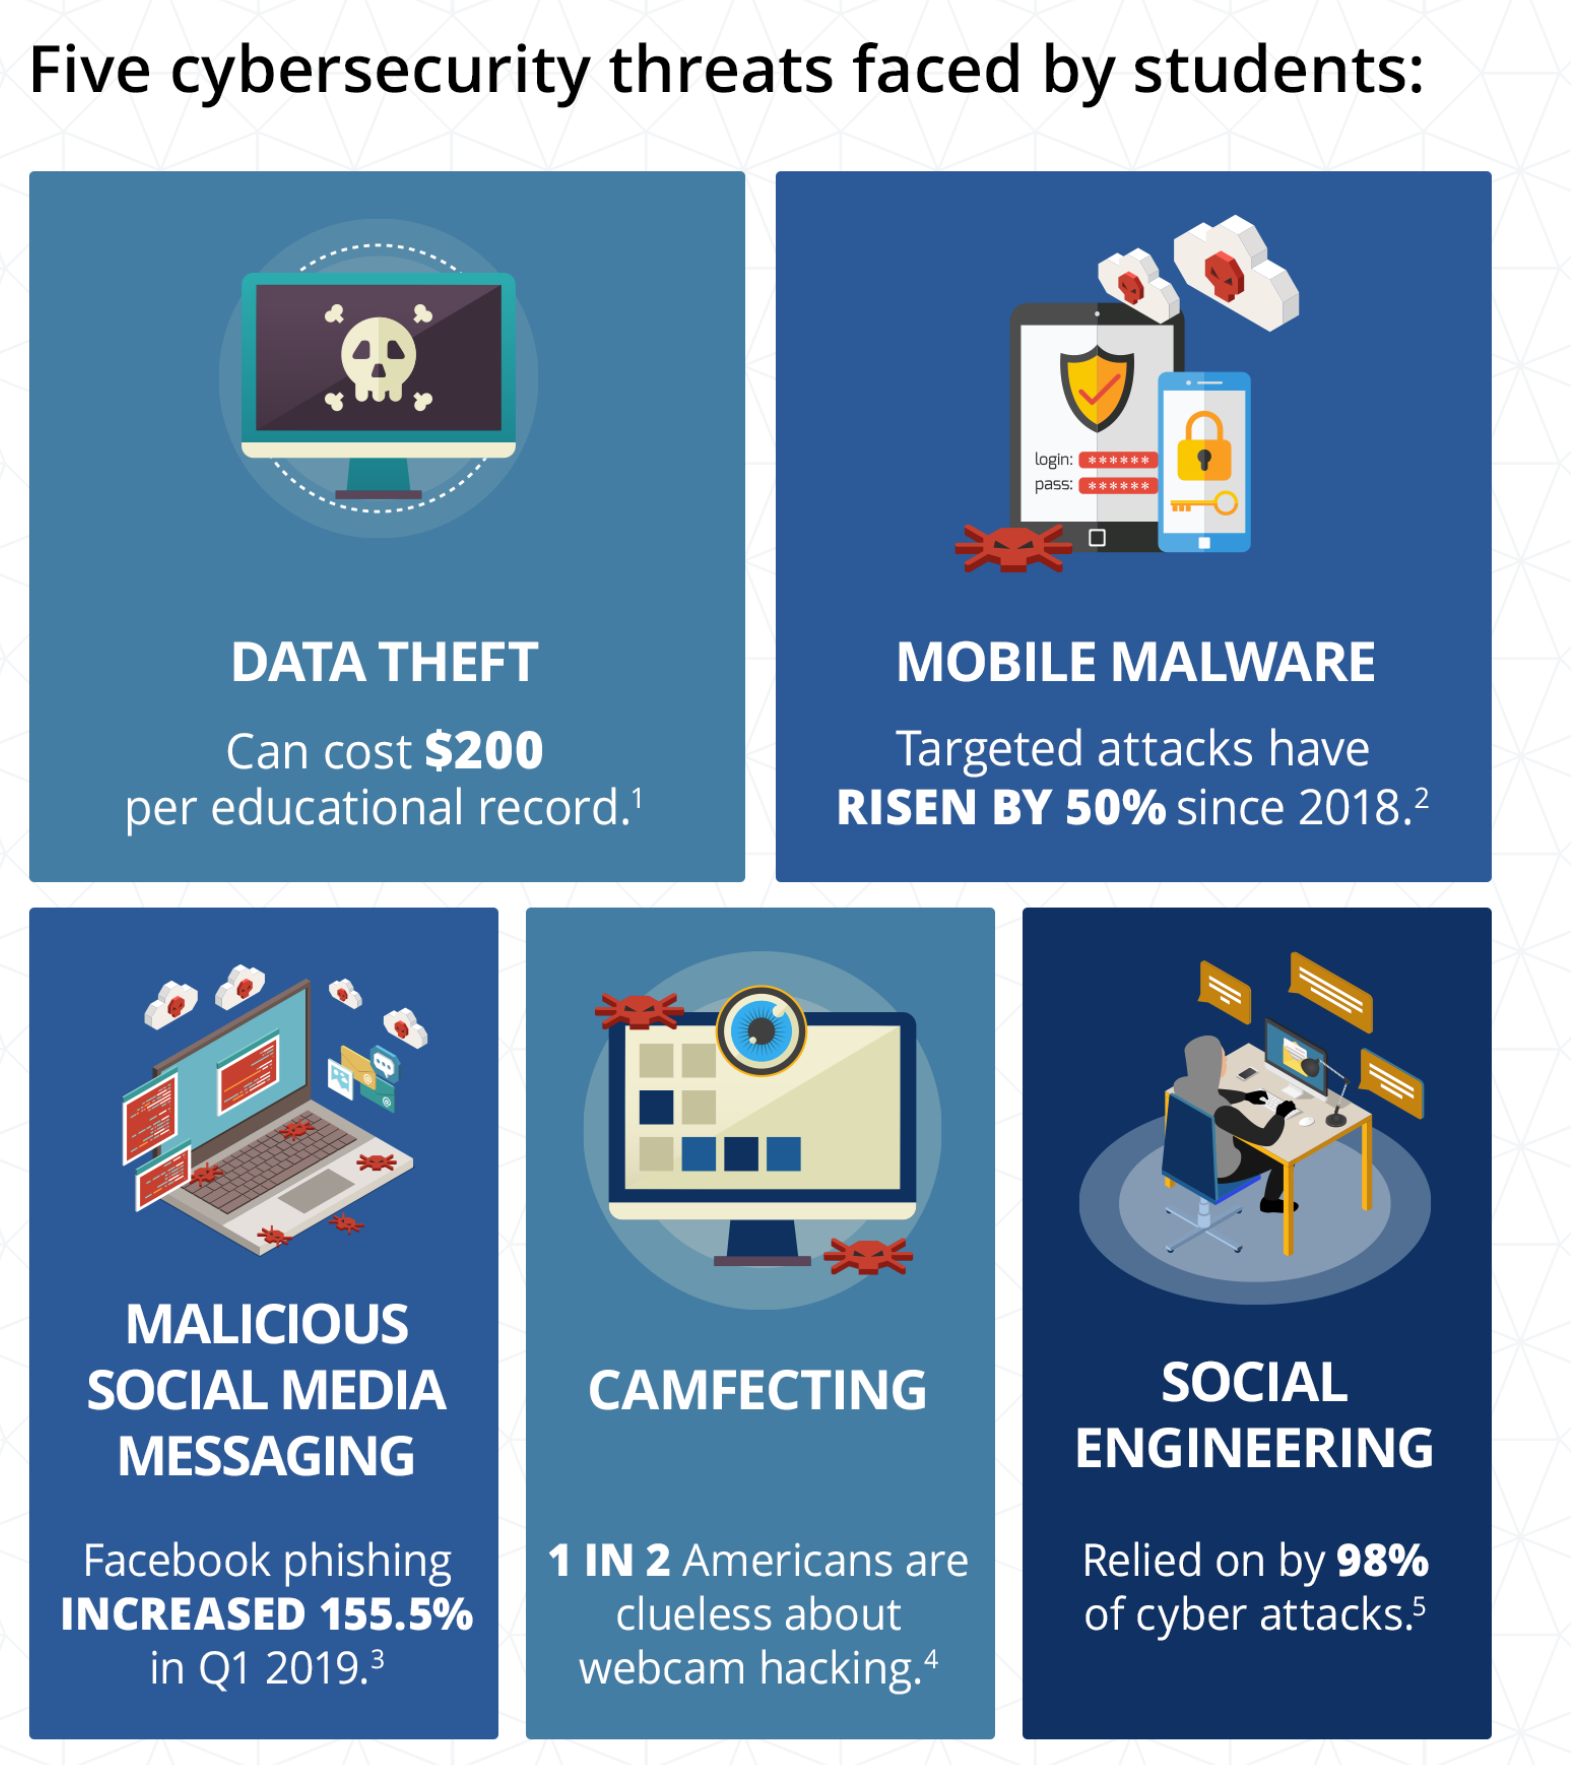 Five cybersecurity threats faced by students:
login: ******
pass: ******
DATA THEFT
Can cost $200
per educational record.1
MOBILE MALWARE
Targeted attacks have
RISEN BY 50% since 2018.2
MALICIOUS
SOCIAL MEDIA
MESSAGING
Facebook phishing
INCREASED 155.5%
in Q1 2019.3
CAMFECTING
1 IN 2 Americans are
clueless about
webcam hacking.4
SOCIAL
ENGINEERING
Relied on by 98%
of cyber attacks.5